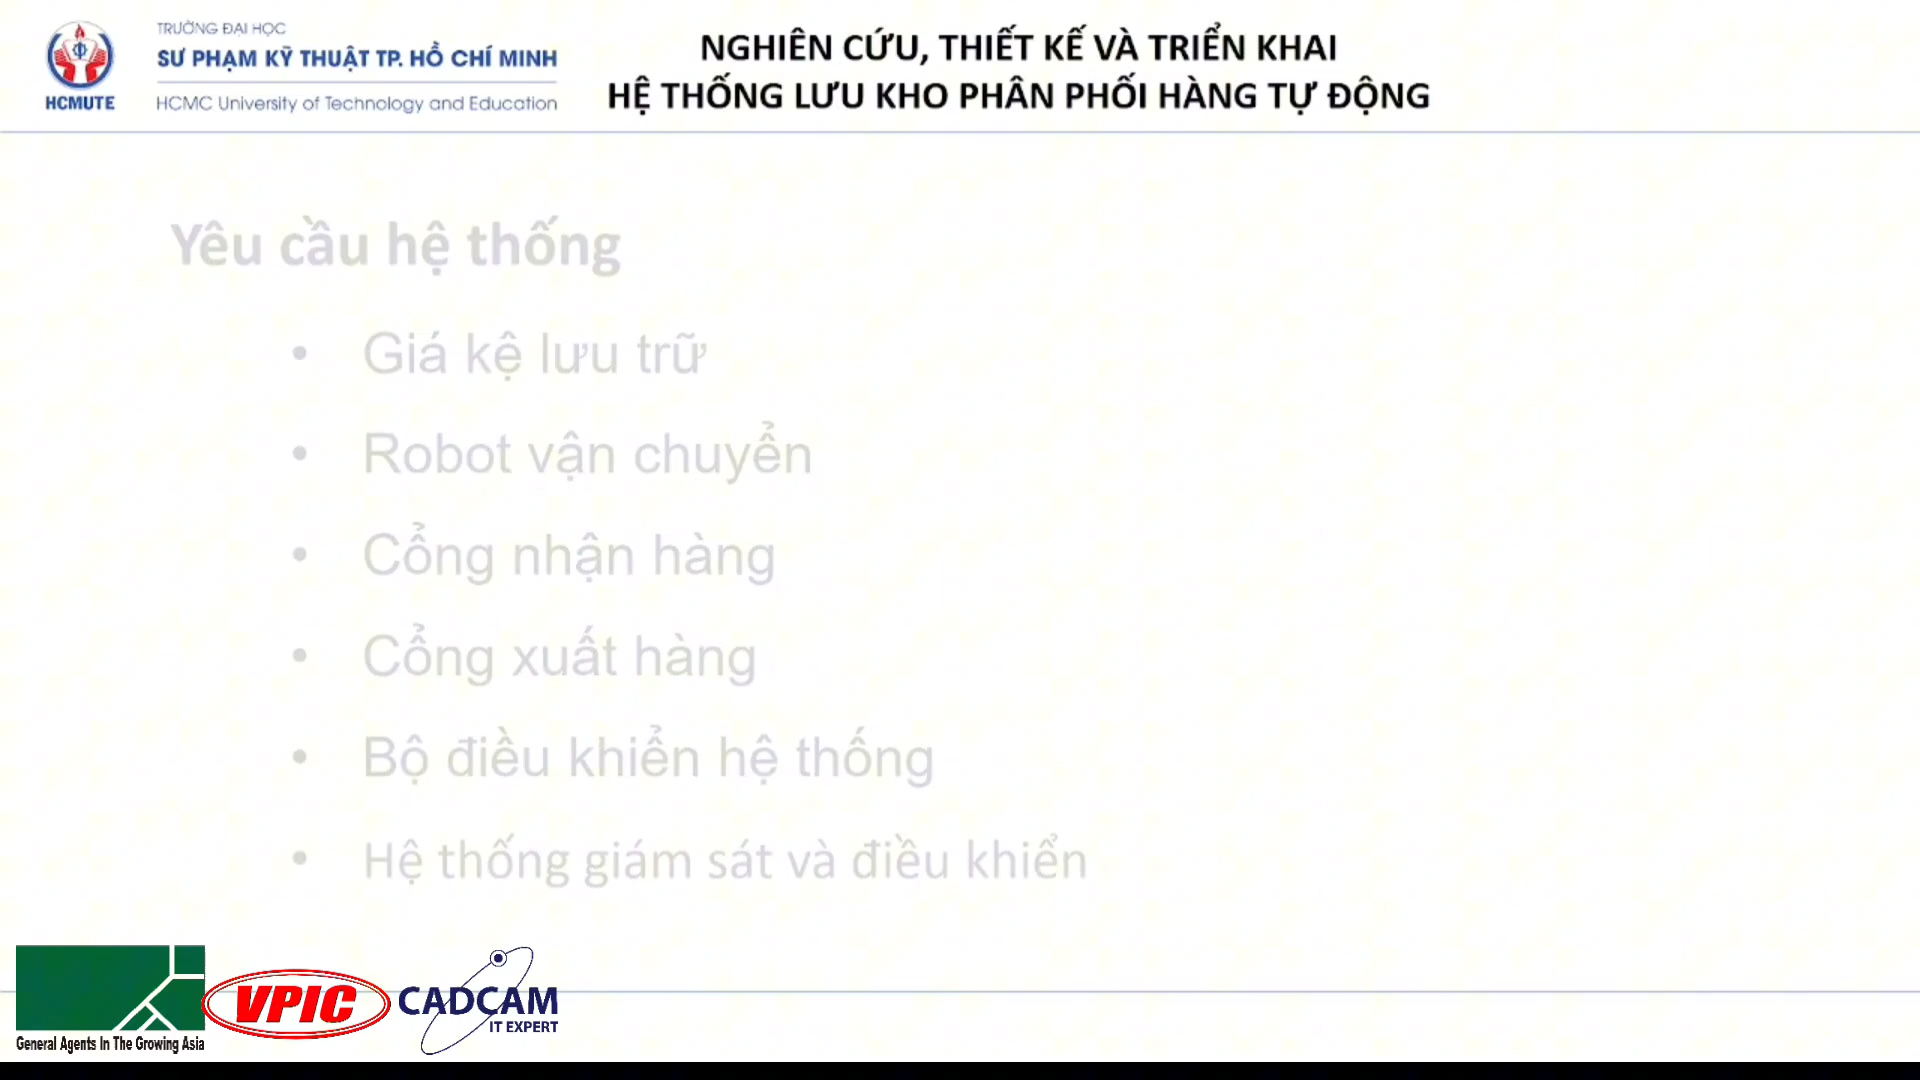 TRƯỜNG ĐẠI HỌC
SƯ PHẠM KỸ THUẬT TP. HỒ CHÍ MINH
HCMUTE
HCMC University of Technology and Education
NGHIÊN CỨU, THIẾT KẾ VÀ TRIỂN KHAI
HỆ THỐNG LƯU KHO PHÂN PHỐI HÀNG TỰ ĐỘNG
Yêu cầu hệ thống
• Giá kệ lưu trữ
• Robot vận chuyển
• Cổng nhận hàng
• Cổng xuất hàng
• Bộ điều khiển hệ thống
• Hệ thống giám sát và điều khiển
General Agents In The Growing Asia
VPIC
CADCAM
IT EXPERT